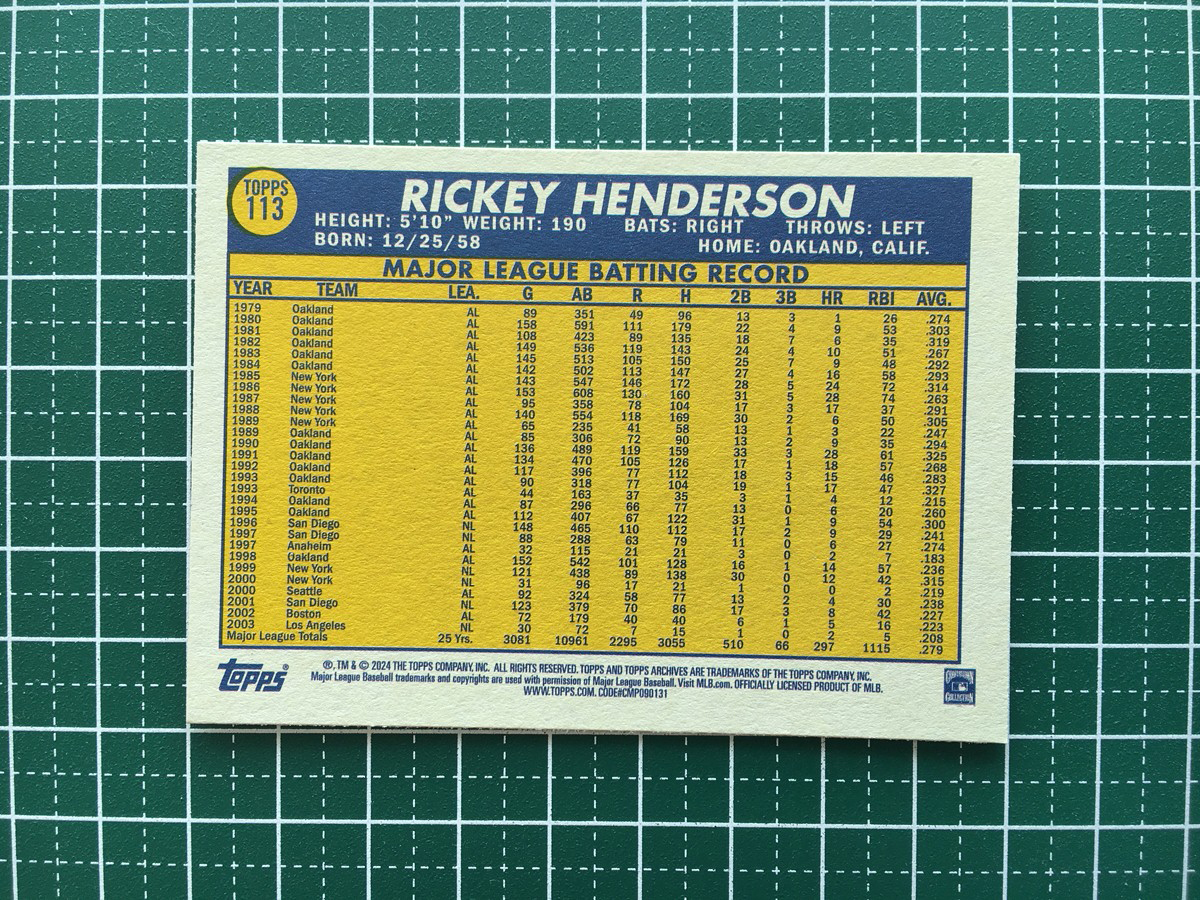 TOPPS
113
RICKEY HENDERSON
HEIGHT: 5'10" WEIGHT: 190 BATS: RIGHT THROWS: LEFT
BORN: 12/25/58 HOME: OAKLAND, CALIF.
MAJOR LEAGUE BATTING RECORD
YEAR TEAM LEA. G AB R H 2B 3B HR RBI AVG.
1979 Oakland AL 89 351 49 96 13 3 1 26 .274
1980 Oakland AL 158 591 111 179 22 4 9 53 .303
1981 Oakland AL 108 423 89 135 18 7 6 35 .319
1982 Oakland AL 149 536 119 143 24 4 10 51 .267
1983 Oakland AL 145 513 105 150 25 7 9 48 .292
1984 Oakland AL 142 502 113 147 27 4 16 58 .293
1985 New York AL 143 547 146 172 28 5 24 72 .314
1986 New York AL 153 608 130 160 31 5 28 74 .263
1987 New York AL 95 358 78 104 17 3 17 37 .291
1988 New York AL 140 554 118 169 30 2 6 50 .305
1989 New York AL 65 235 41 58 13 1 3 22 .247
1989 Oakland AL 85 306 72 90 13 2 9 35 .294
1990 Oakland AL 136 489 119 159 33 3 28 61 .325
1991 Oakland AL 134 470 105 126 17 1 18 57 .268
1992 Oakland AL 117 396 77 112 18 3 15 46 .283
1993 Oakland AL 90 318 77 104 19 1 17 47 .327
1993 Toronto AL 44 163 37 35 3 1 4 12 .215
1994 Oakland AL 87 296 66 77 13 0 6 20 .260
1995 Oakland AL 112 407 67 122 31 1 9 54 .300
1996 San Diego NL 148 465 110 112 17 2 9 29 .241
1997 San Diego NL 88 288 63 79 11 0 6 27 .274
1997 Anaheim AL 32 115 21 21 3 0 2 7 .183
1998 Oakland AL 152 542 101 128 16 1 14 57 .236
1999 New York NL 121 438 89 138 30 0 12 42 .315
2000 New York NL 31 96 17 21 1 0 0 2 .219
2000 Seattle AL 92 324 58 77 13 2 4 30 .238
2001 San Diego NL 123 379 70 86 17 3 8 42 .227
2002 Boston AL 72 179 40 40 6 1 5 16 .223
2003 Los Angeles NL 30 72 7 15 1 0 2 5 .208
Major League Totals 25 Yrs. 3081 10961 2295 3055 510 66 297 1115 .279
topps®
®, TM & © 2024 THE TOPPS COMPANY, INC. ALL RIGHTS RESERVED. TOPPS AND TOPPS ARCHIVES ARE TRADEMARKS OF THE TOPPS COMPANY, INC.
Major League Baseball trademarks and copyrights are used with permission of Major League Baseball. Visit MLB.com. OFFICIALLY LICENSED PRODUCT OF MLB.
WWW.TOPPS.COM. CODE#CMP090131
COOPERSTOWN
COLLECTION